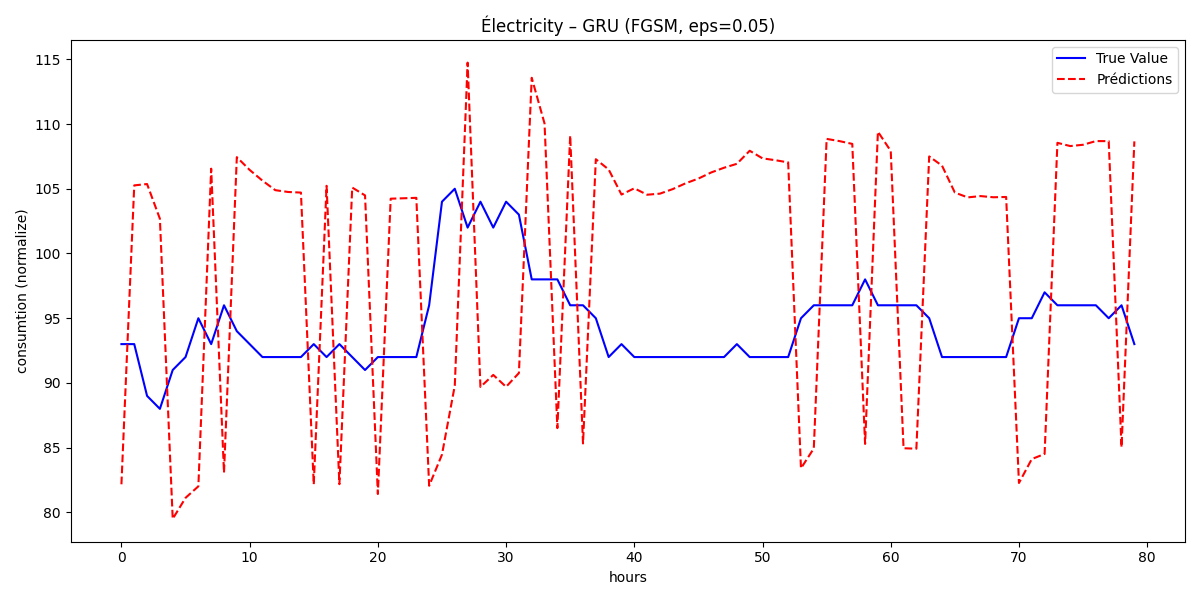 Électricity – GRU (FGSM, eps=0.05)
True Value
Prédictions
consumtion (normalize)
115
110
105
100
95
90
85
80
0 10 20 30 40 50 60 70 80
hours